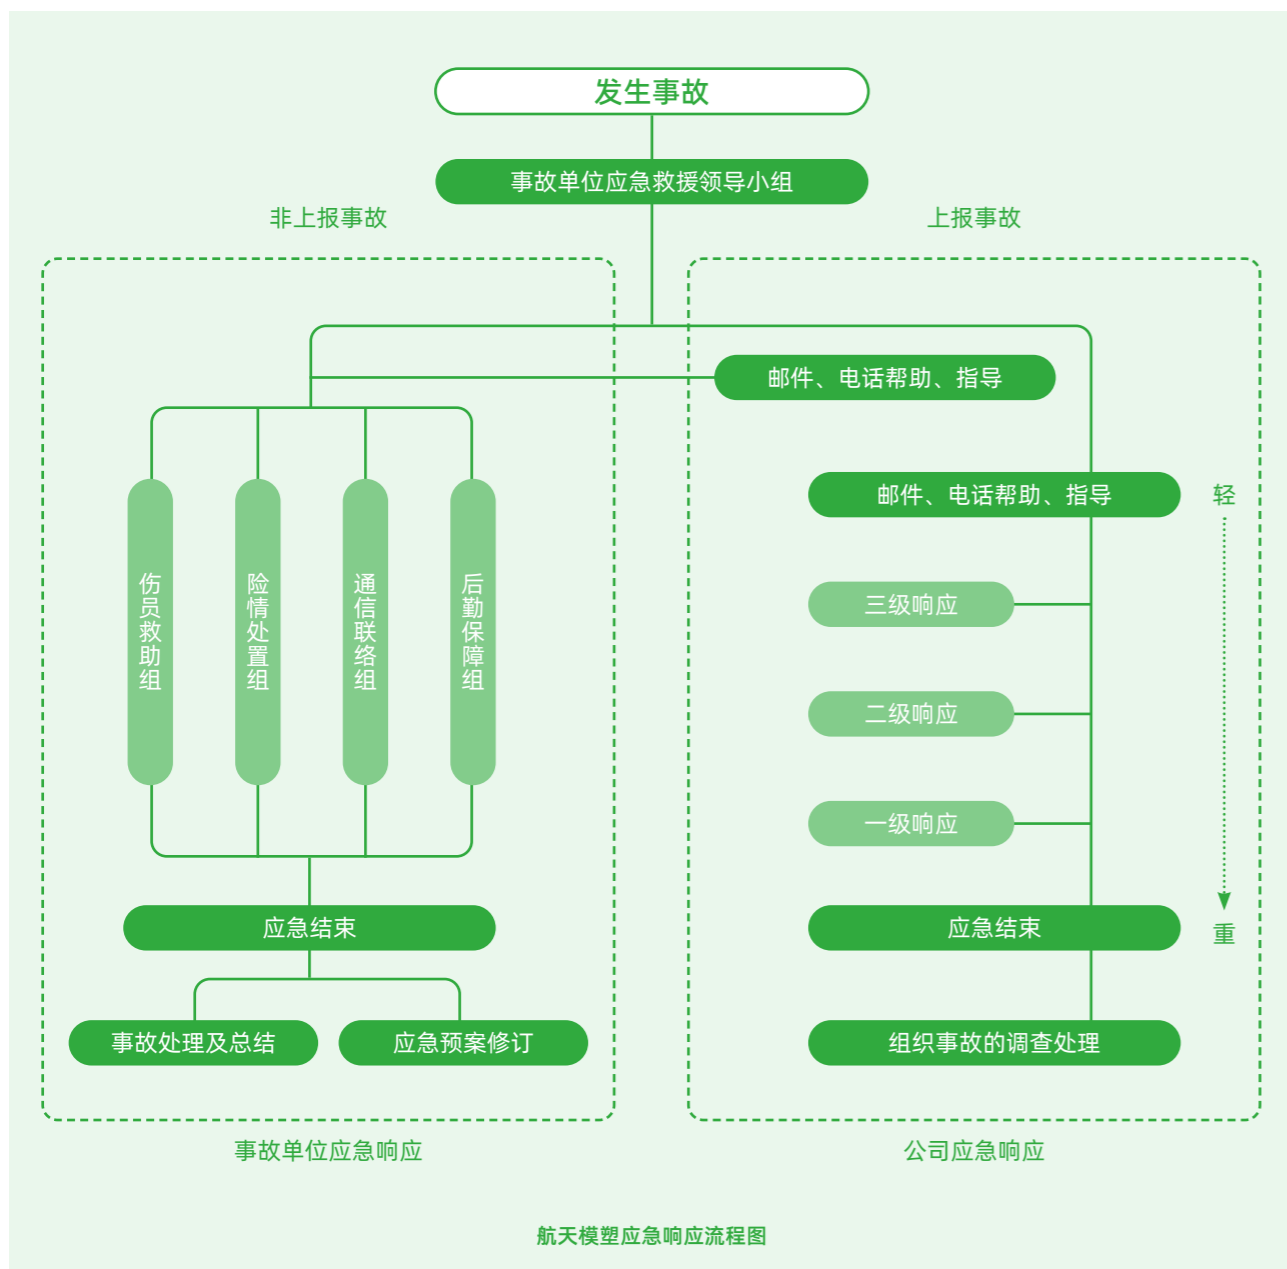 发生事故
事故单位应急救援领导小组
非上报事故
上报事故
邮件、电话帮助、指导
邮件、电话帮助、指导
轻
伤员救助组
险情处置组
通信联络组
后勤保障组
三级响应
二级响应
一级响应
应急结束
应急结束
重
事故处理及总结
应急预案修订
组织事故的调查处理
事故单位应急响应
公司应急响应
航天模塑应急响应流程图